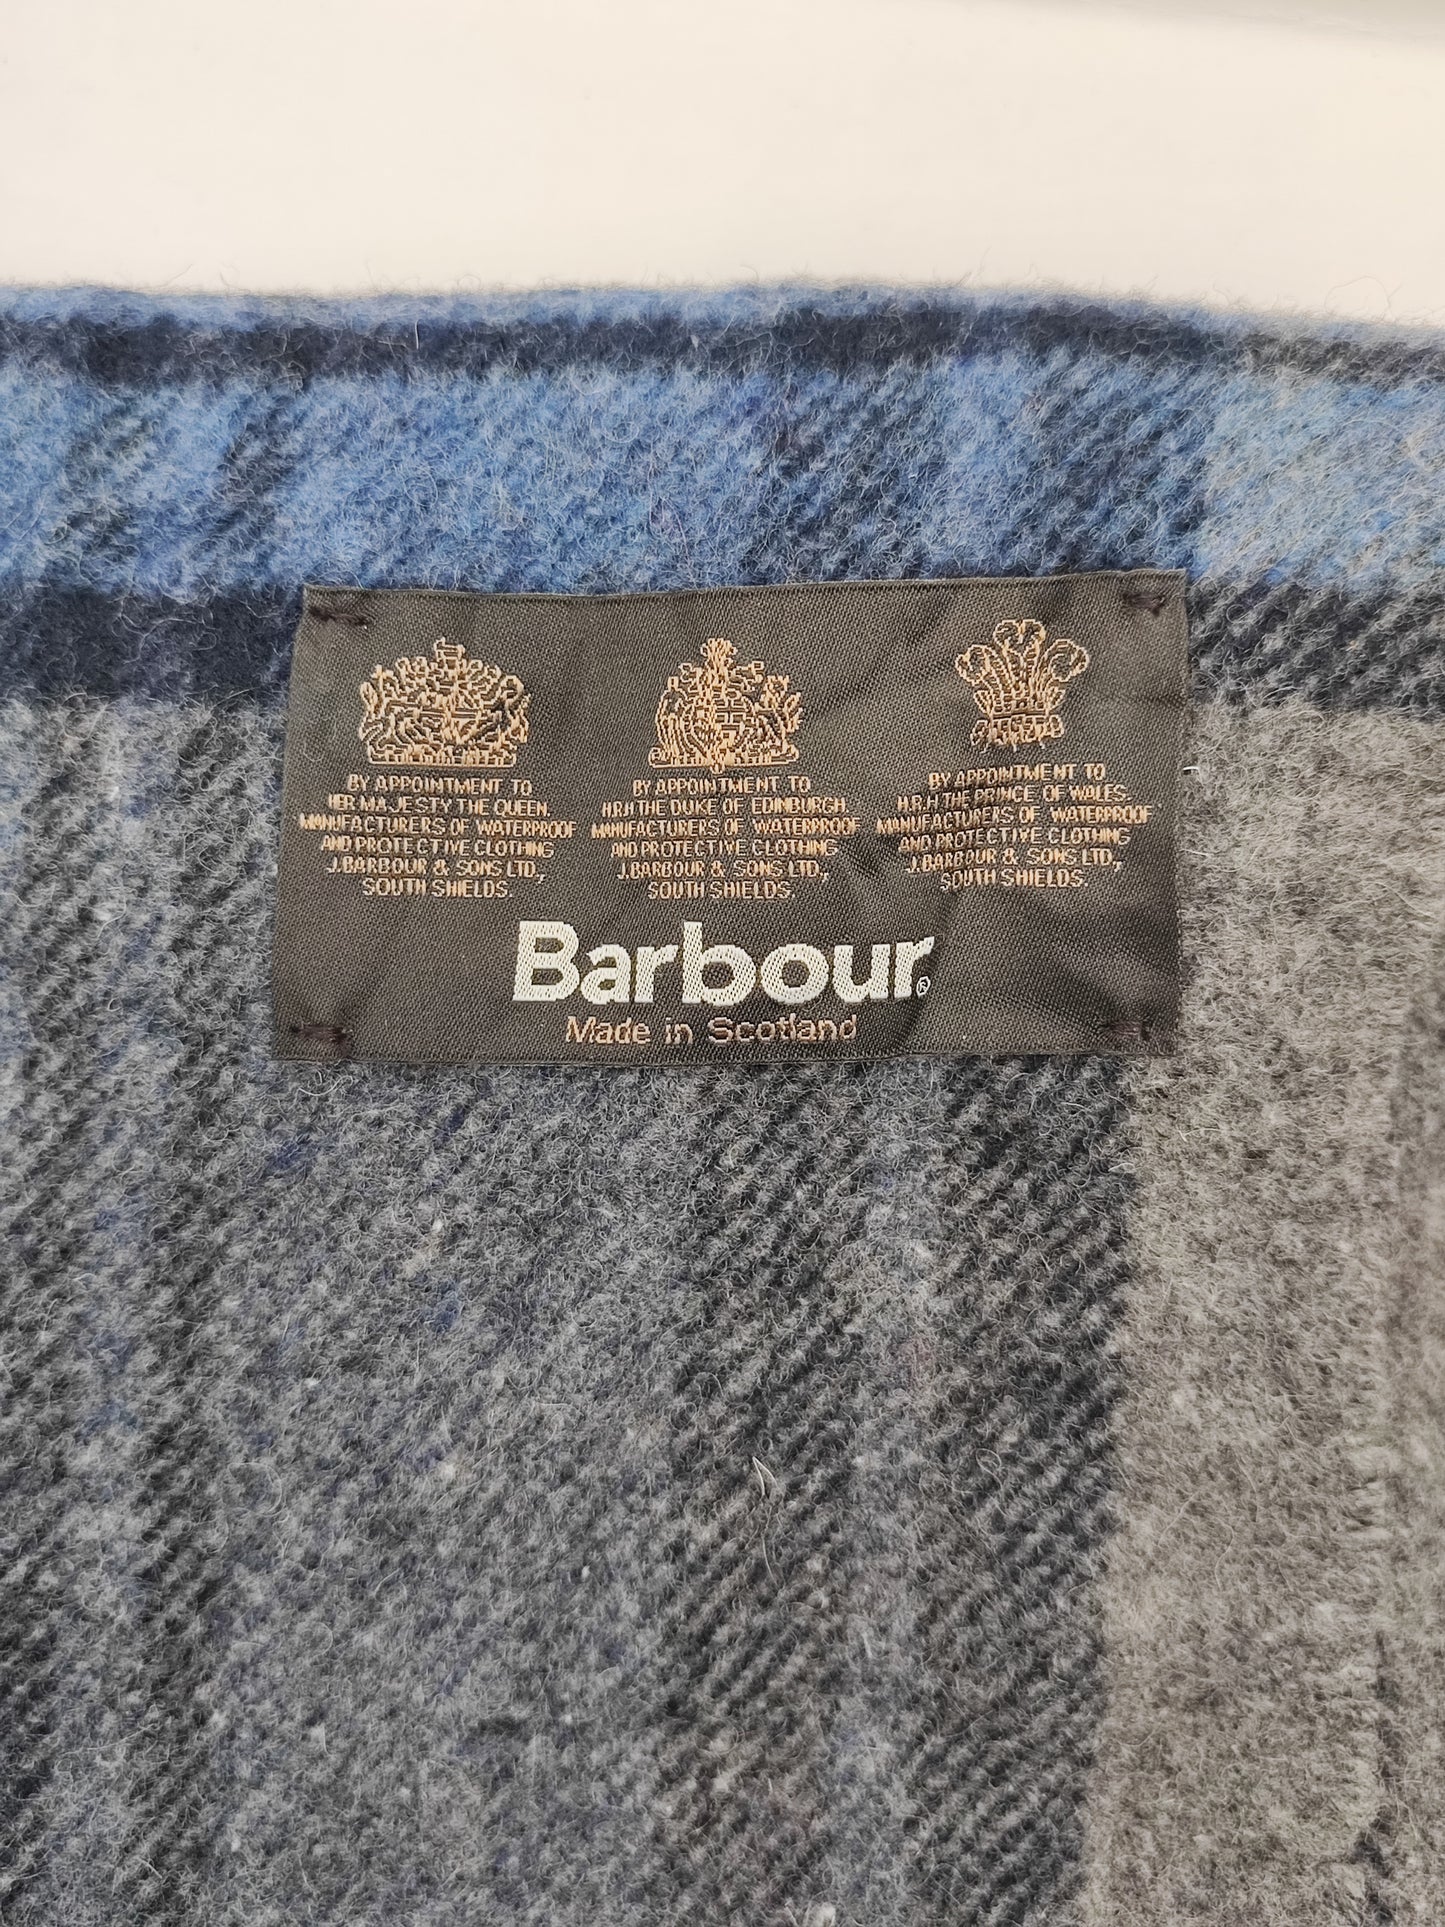 BY APPOINTMENT TO
HER MAJESTY THE QUEEN.
MANUFACTURERS OF WATERPROOF
AND PROTECTIVE CLOTHING
J.BARBOUR & SONS LTD.,
SOUTH SHIELDS.
BY APPOINTMENT TO
H.R.H THE DUKE OF EDINBURGH
MANUFACTURERS OF WATERPROOF
AND PROTECTIVE CLOTHING
J.BARBOUR & SONS LTD.,
SOUTH SHIELDS.
BY APPOINTMENT TO
H.R.H.THE PRINCE OF WALES
MANUFACTURERS OF WATERPROOF
AND PROTECTIVE CLOTHING
J.BARBOUR & SONS LTD.,
SOUTH SHIELDS.
Barbour®
Made in Scotland